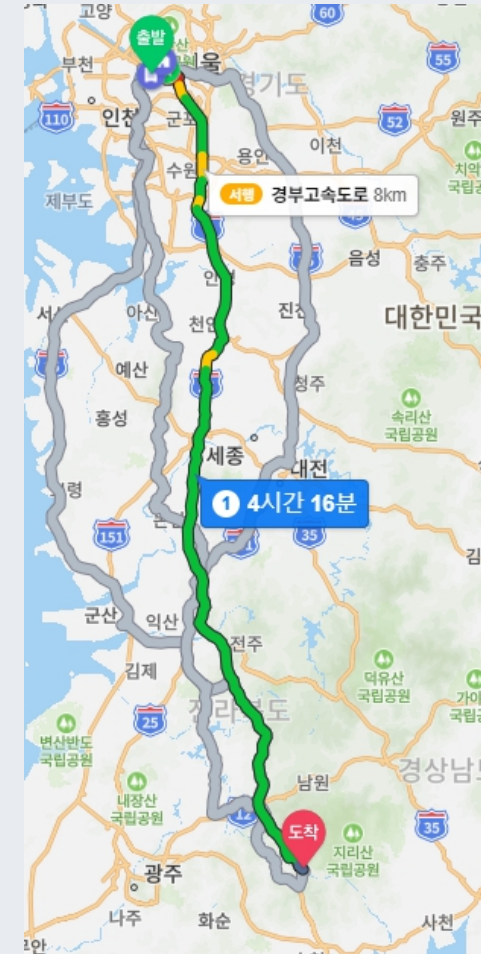 고양
60
출발
부천
55
경기도
인천
110
군포
52
원주
이천
용인
수원
치악
국립공
서행 경부고속도로 8km
제부도
음성
충주
아산
천안
대한민국
예산
청주
속리산
국립공원
홍성
세종
대전
1 4시간 16분
151
35
군산
익산
전주
김제
덕유산
국립공원
25
변산반도
국립공원
내장산
국립공원
남원
경상남
12
35
도착
지리산
국립공원
광주
나주
화순
사천